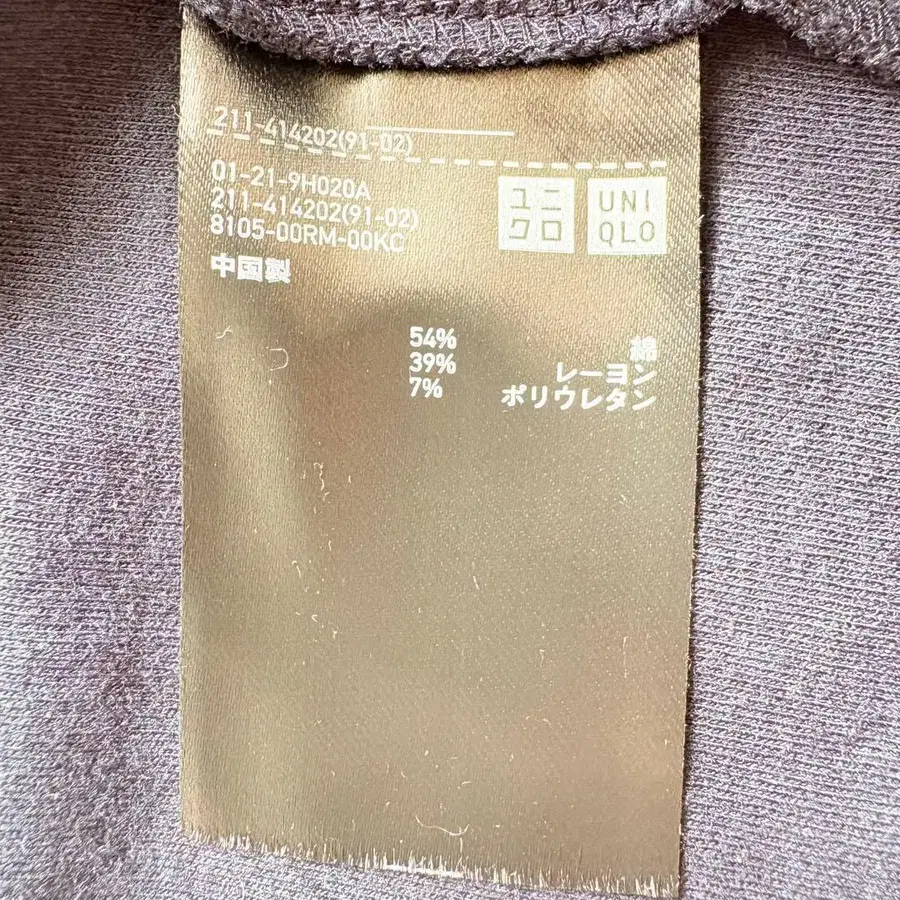 211-414202(91-02)
01-21-9H020A
211-414202(91-02)
8105-00RM-00KC
中国製
ユニ
クロ
UNI
QLO
54% 綿
39% レーヨン
7% ポリウレタン